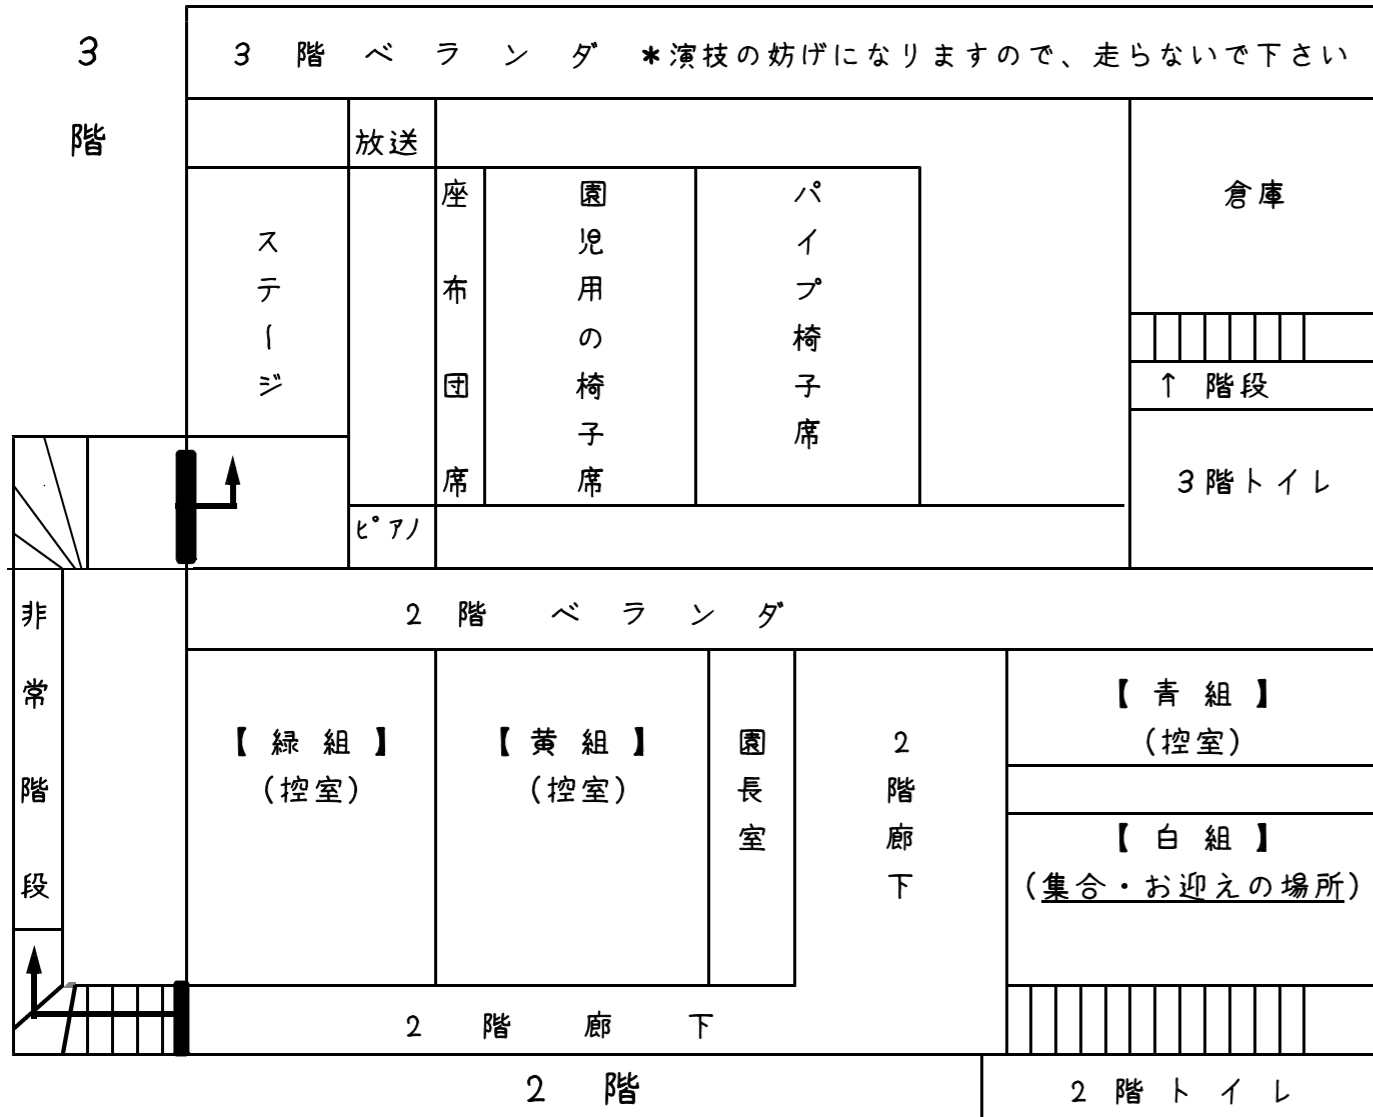 3階
3階ベランダ *演技の妨げになりますので、走らないで下さい
放送
ステージ
座布団席
園児用の椅子席
パイプ椅子席
倉庫
↑ 階段
3階トイレ
ピアノ
非常階段
2階ベランダ
【緑組】
(控室)
【黄組】
(控室)
園長室
2階廊下
【青組】
(控室)
【白組】
(集合・お迎えの場所)
2階廊下
2階
2階トイレ